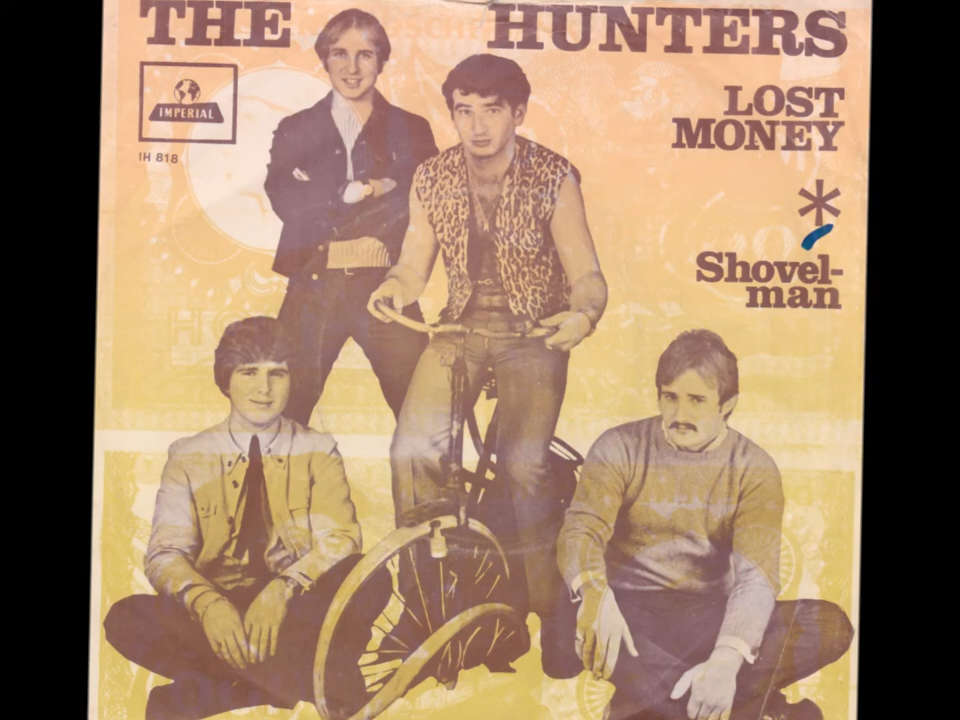 THE HUNTERS
IMPERIAL
IH 818
LOST
MONEY
*
Shovel-
man